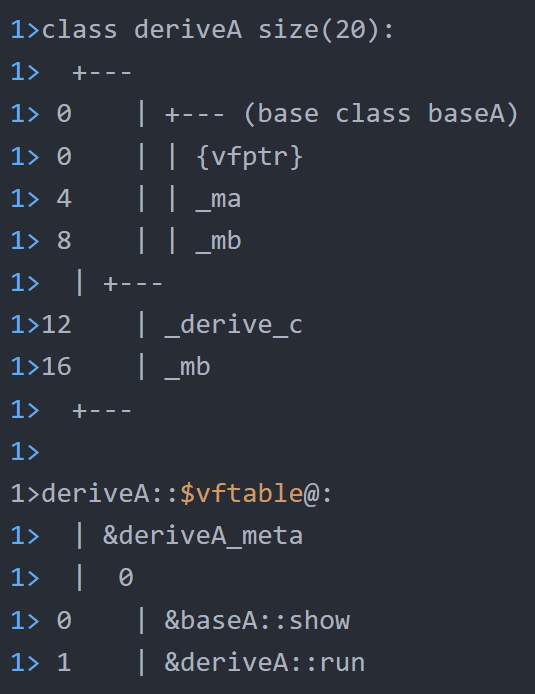 1>class deriveA size(20):
1>  +---
1> 0    | +--- (base class baseA)
1> 0    | | {vfptr}
1> 4    | | _ma
1> 8    | | _mb
1>  | +---
1>12    | _derive_c
1>16    | _mb
1>  +---
1>
1>deriveA::$vftable@:
1>  | &deriveA_meta
1>  |  0
1> 0    | &baseA::show
1> 1    | &deriveA::run